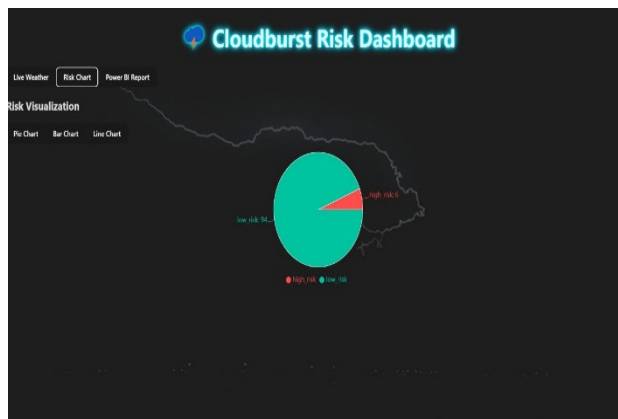 Cloudburst Risk Dashboard
Live Weather Risk Chart Power BI Report
Risk Visualization
Pie Chart Bar Chart Line Chart
high_risk: 6
low_risk: 94
high_risk low_risk